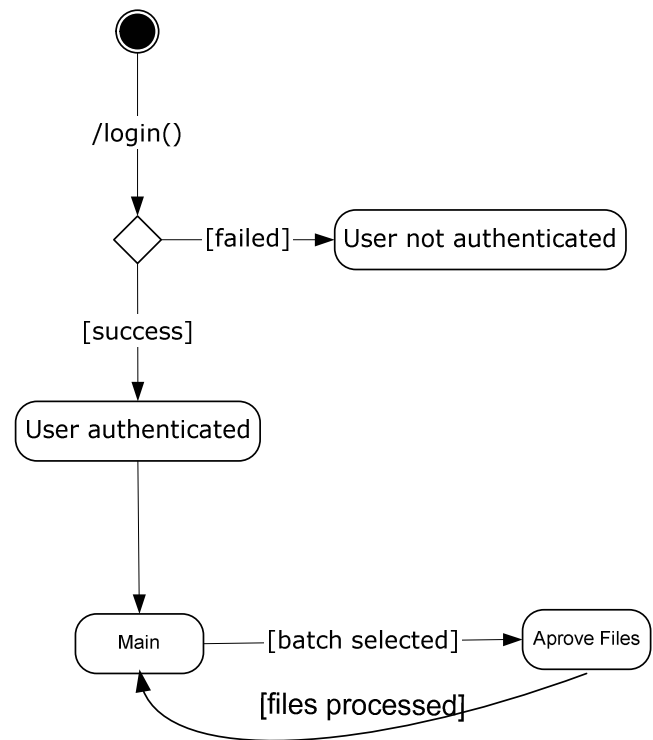 /login()
[failed]
User not authenticated
[success]
User authenticated
Main
[batch selected]
Aprove Files
[files processed]